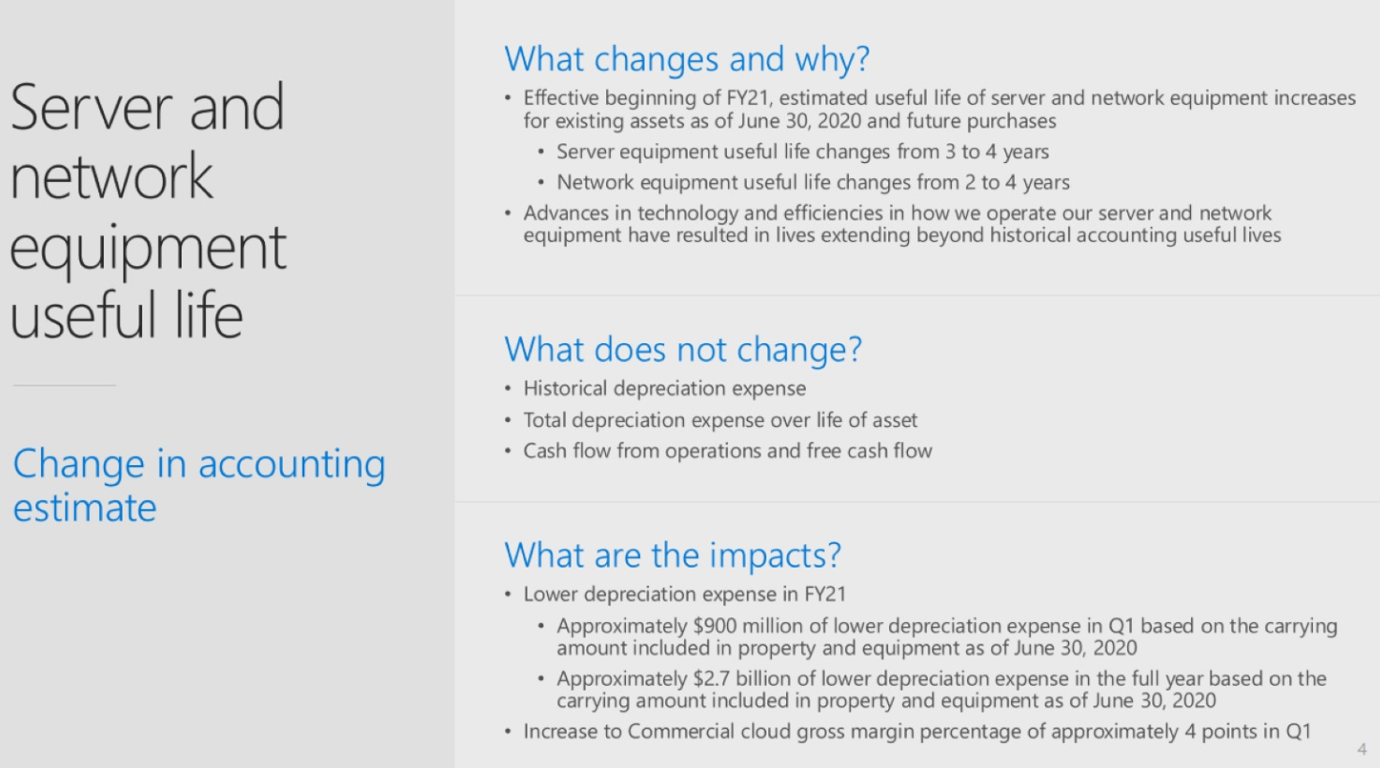 Server and
network
equipment
useful life
Change in accounting
estimate
What changes and why?
• Effective beginning of FY21, estimated useful life of server and network equipment increases
for existing assets as of June 30, 2020 and future purchases
• Server equipment useful life changes from 3 to 4 years
• Network equipment useful life changes from 2 to 4 years
• Advances in technology and efficiencies in how we operate our server and network
equipment have resulted in lives extending beyond historical accounting useful lives
What does not change?
• Historical depreciation expense
• Total depreciation expense over life of asset
• Cash flow from operations and free cash flow
What are the impacts?
• Lower depreciation expense in FY21
• Approximately $900 million of lower depreciation expense in Q1 based on the carrying
amount included in property and equipment as of June 30, 2020
• Approximately $2.7 billion of lower depreciation expense in the full year based on the
carrying amount included in property and equipment as of June 30, 2020
• Increase to Commercial cloud gross margin percentage of approximately 4 points in Q1
4